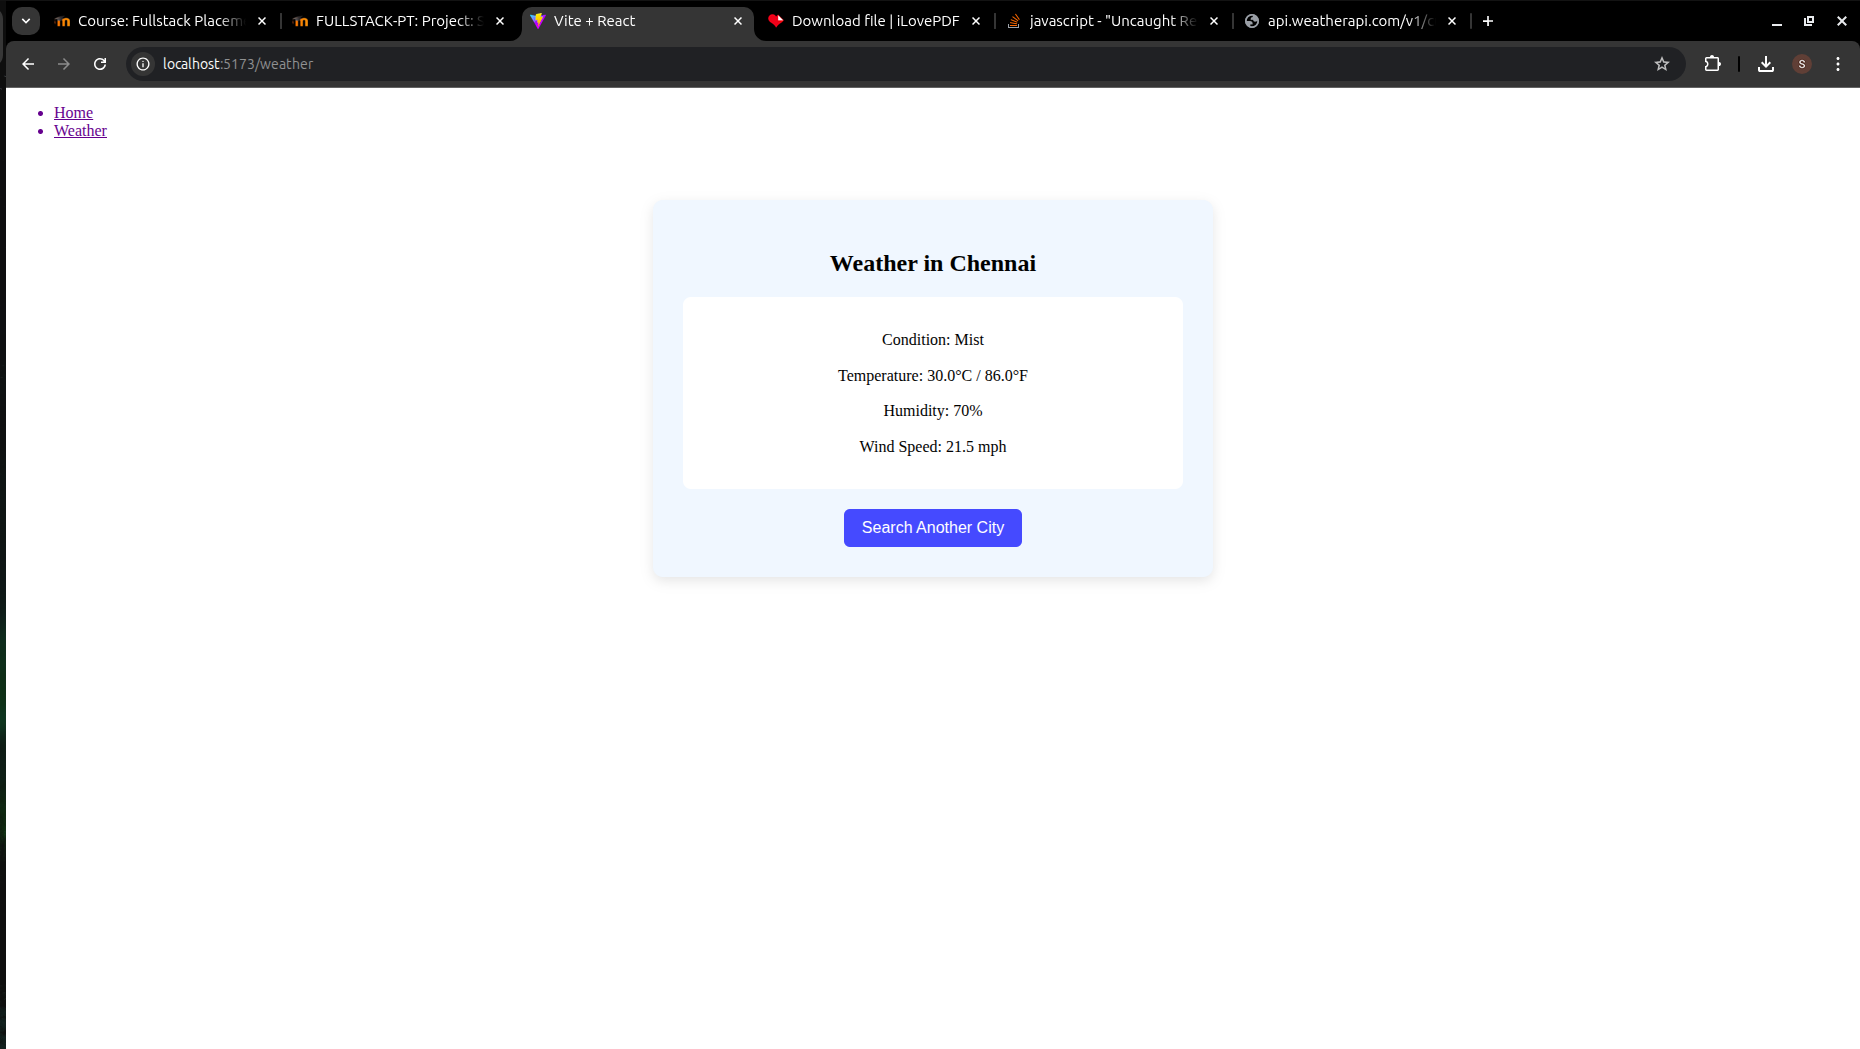 Course: Fullstack Placem
FULLSTACK-PT: Project: S
Vite + React
Download file | iLovePDF
javascript - "Uncaught Re
api.weatherapi.com/v1/c
localhost:5173/weather
S
Home
Weather
Weather in Chennai
Condition: Mist
Temperature: 30.0°C / 86.0°F
Humidity: 70%
Wind Speed: 21.5 mph
Search Another City